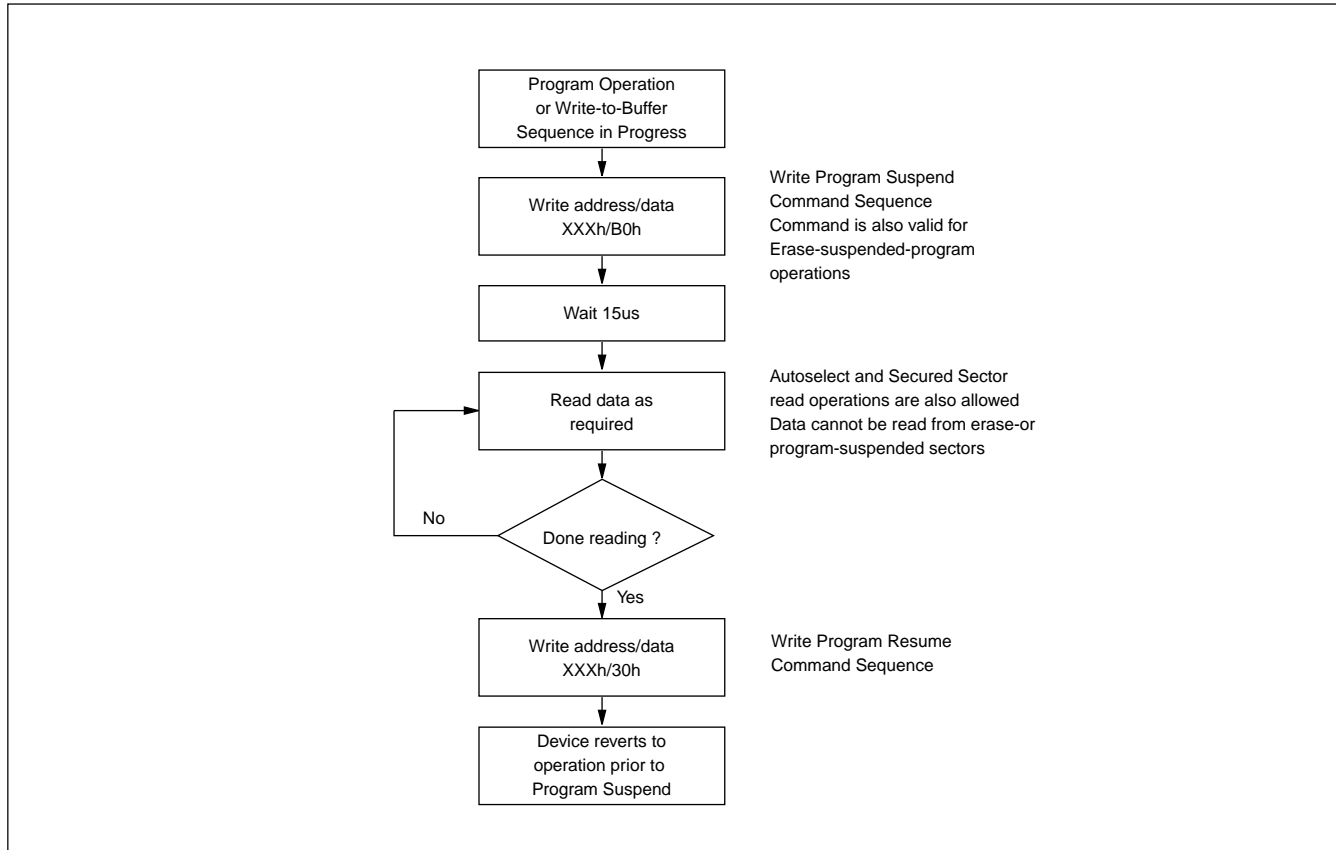 Program Operation
or Write-to-Buffer
Sequence in Progress
Write address/data
XXXh/B0h
Write Program Suspend
Command Sequence
Command is also valid for
Erase-suspended-program
operations
Wait 15us
Read data as
required
Autoselect and Secured Sector
read operations are also allowed
Data cannot be read from erase-or
program-suspended sectors
No
Done reading ?
Yes
Write address/data
XXXh/30h
Write Program Resume
Command Sequence
Device reverts to
operation prior to
Program Suspend